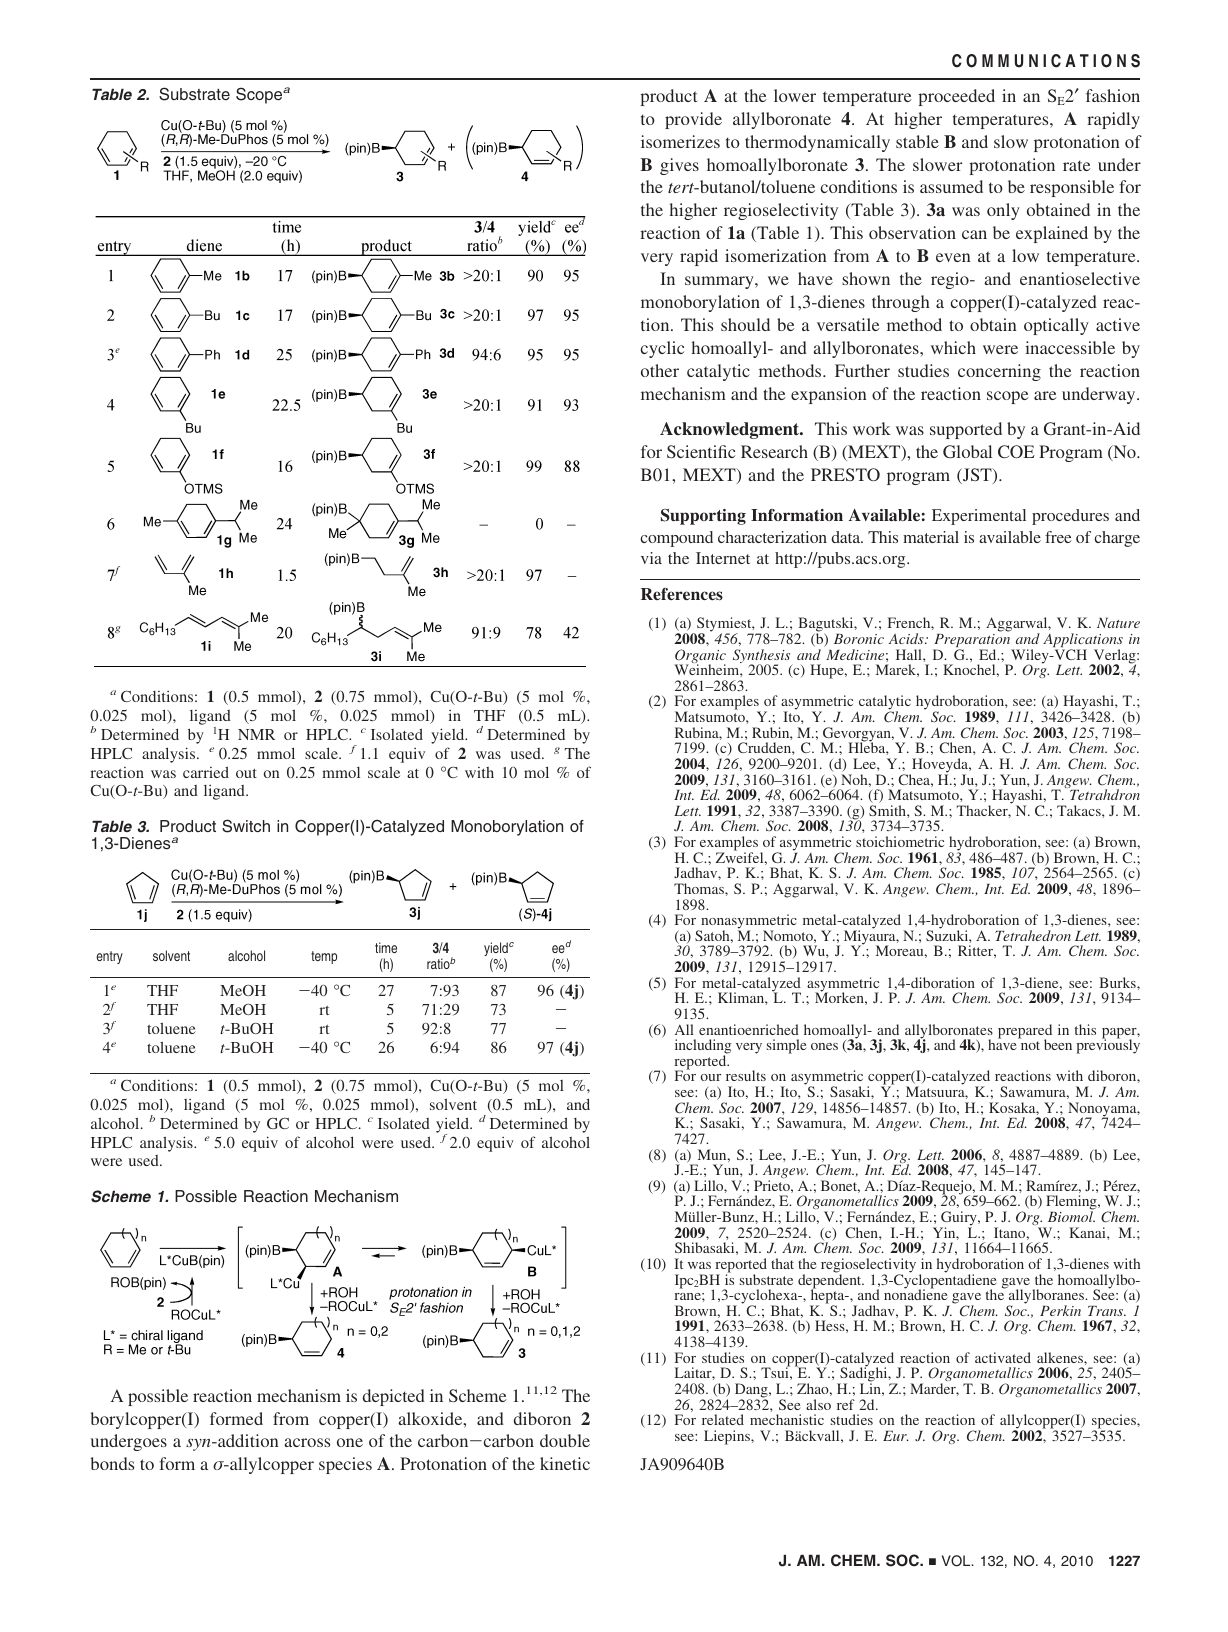 COMMUNICATIONS
Table 2. Substrate Scope^a
Cu(O-t-Bu) (5 mol %)
(R,R)-Me-DuPhos (5 mol %)
2 (1.5 equiv), –20 °C
THF, MeOH (2.0 equiv)
R
1
(pin)B
R
3
+
(pin)B
R
4
entry diene time (h) product 3/4 ratio^b yield^c (%) ee^d (%)
1 Me 1b 17 (pin)B Me 3b >20:1 90 95
2 Bu 1c 17 (pin)B Bu 3c >20:1 97 95
3^e Ph 1d 25 (pin)B Ph 3d 94:6 95 95
4 1e Bu 22.5 (pin)B 3e Bu >20:1 91 93
5 1f OTMS 16 (pin)B 3f OTMS >20:1 99 88
6 Me Me 1g Me 24 (pin)B Me Me 3g Me – 0 –
7^f 1h Me 1.5 (pin)B 3h Me >20:1 97 –
8^g C6H13 Me 1i Me 20 (pin)B C6H13 Me 3i Me 91:9 78 42
^a Conditions: 1 (0.5 mmol), 2 (0.75 mmol), Cu(O-t-Bu) (5 mol %,
0.025 mol), ligand (5 mol %, 0.025 mmol) in THF (0.5 mL).
^b Determined by ^1H NMR or HPLC. ^c Isolated yield. ^d Determined by
HPLC analysis. ^e 0.25 mmol scale. ^f 1.1 equiv of 2 was used. ^g The
reaction was carried out on 0.25 mmol scale at 0 °C with 10 mol % of
Cu(O-t-Bu) and ligand.
Table 3. Product Switch in Copper(I)-Catalyzed Monoborylation of
1,3-Dienes^a
Cu(O-t-Bu) (5 mol %)
(R,R)-Me-DuPhos (5 mol %)
2 (1.5 equiv)
1j
(pin)B
3j
+
(pin)B
(S)-4j
entry solvent alcohol temp time (h) 3/4 ratio^b yield^c (%) ee^d (%)
1^e THF MeOH −40 °C 27 7:93 87 96 (4j)
2^f THF MeOH rt 5 71:29 73 −
3^f toluene t-BuOH rt 5 92:8 77 −
4^e toluene t-BuOH −40 °C 26 6:94 86 97 (4j)
^a Conditions: 1 (0.5 mmol), 2 (0.75 mmol), Cu(O-t-Bu) (5 mol %,
0.025 mol), ligand (5 mol %, 0.025 mmol), solvent (0.5 mL), and
alcohol. ^b Determined by GC or HPLC. ^c Isolated yield. ^d Determined by
HPLC analysis. ^e 5.0 equiv of alcohol were used. ^f 2.0 equiv of alcohol
were used.
Scheme 1. Possible Reaction Mechanism
( )n
L*CuB(pin)
ROB(pin)
2
ROCuL*
L* = chiral ligand
R = Me or t-Bu
(pin)B
( )n
L*Cu
A
(pin)B
( )n
CuL*
B
+ROH
–ROCuL*
protonation in
SE2' fashion
+ROH
–ROCuL*
(pin)B
( )n n = 0,2
4
(pin)B
( )n n = 0,1,2
3
A possible reaction mechanism is depicted in Scheme 1.^11,12 The
borylcopper(I) formed from copper(I) alkoxide, and diboron 2
undergoes a syn-addition across one of the carbon−carbon double
bonds to form a σ-allylcopper species A. Protonation of the kinetic
product A at the lower temperature proceeded in an SE2′ fashion
to provide allylboronate 4. At higher temperatures, A rapidly
isomerizes to thermodynamically stable B and slow protonation of
B gives homoallylboronate 3. The slower protonation rate under
the tert-butanol/toluene conditions is assumed to be responsible for
the higher regioselectivity (Table 3). 3a was only obtained in the
reaction of 1a (Table 1). This observation can be explained by the
very rapid isomerization from A to B even at a low temperature.
In summary, we have shown the regio- and enantioselective
monoborylation of 1,3-dienes through a copper(I)-catalyzed reac-
tion. This should be a versatile method to obtain optically active
cyclic homoallyl- and allylboronates, which were inaccessible by
other catalytic methods. Further studies concerning the reaction
mechanism and the expansion of the reaction scope are underway.
Acknowledgment. This work was supported by a Grant-in-Aid
for Scientific Research (B) (MEXT), the Global COE Program (No.
B01, MEXT) and the PRESTO program (JST).
Supporting Information Available: Experimental procedures and
compound characterization data. This material is available free of charge
via the Internet at http://pubs.acs.org.
References
(1) (a) Stymiest, J. L.; Bagutski, V.; French, R. M.; Aggarwal, V. K. Nature
2008, 456, 778–782. (b) Boronic Acids: Preparation and Applications in
Organic Synthesis and Medicine; Hall, D. G., Ed.; Wiley-VCH Verlag:
Weinheim, 2005. (c) Hupe, E.; Marek, I.; Knochel, P. Org. Lett. 2002, 4,
2861–2863.
(2) For examples of asymmetric catalytic hydroboration, see: (a) Hayashi, T.;
Matsumoto, Y.; Ito, Y. J. Am. Chem. Soc. 1989, 111, 3426–3428. (b)
Rubina, M.; Rubin, M.; Gevorgyan, V. J. Am. Chem. Soc. 2003, 125, 7198–
7199. (c) Crudden, C. M.; Hleba, Y. B.; Chen, A. C. J. Am. Chem. Soc.
2004, 126, 9200–9201. (d) Lee, Y.; Hoveyda, A. H. J. Am. Chem. Soc.
2009, 131, 3160–3161. (e) Noh, D.; Chea, H.; Ju, J.; Yun, J. Angew. Chem.,
Int. Ed. 2009, 48, 6062–6064. (f) Matsumoto, Y.; Hayashi, T. Tetrahdron
Lett. 1991, 32, 3387–3390. (g) Smith, S. M.; Thacker, N. C.; Takacs, J. M.
J. Am. Chem. Soc. 2008, 130, 3734–3735.
(3) For examples of asymmetric stoichiometric hydroboration, see: (a) Brown,
H. C.; Zweifel, G. J. Am. Chem. Soc. 1961, 83, 486–487. (b) Brown, H. C.;
Jadhav, P. K.; Bhat, K. S. J. Am. Chem. Soc. 1985, 107, 2564–2565. (c)
Thomas, S. P.; Aggarwal, V. K. Angew. Chem., Int. Ed. 2009, 48, 1896–
1898.
(4) For nonasymmetric metal-catalyzed 1,4-hydroboration of 1,3-dienes, see:
(a) Satoh, M.; Nomoto, Y.; Miyaura, N.; Suzuki, A. Tetrahedron Lett. 1989,
30, 3789–3792. (b) Wu, J. Y.; Moreau, B.; Ritter, T. J. Am. Chem. Soc.
2009, 131, 12915–12917.
(5) For metal-catalyzed asymmetric 1,4-diboration of 1,3-diene, see: Burks,
H. E.; Kliman, L. T.; Morken, J. P. J. Am. Chem. Soc. 2009, 131, 9134–
9135.
(6) All enantioenriched homoallyl- and allylboronates prepared in this paper,
including very simple ones (3a, 3j, 3k, 4j, and 4k), have not been previously
reported.
(7) For our results on asymmetric copper(I)-catalyzed reactions with diboron,
see: (a) Ito, H.; Ito, S.; Sasaki, Y.; Matsuura, K.; Sawamura, M. J. Am.
Chem. Soc. 2007, 129, 14856–14857. (b) Ito, H.; Kosaka, Y.; Nonoyama,
K.; Sasaki, Y.; Sawamura, M. Angew. Chem., Int. Ed. 2008, 47, 7424–
7427.
(8) (a) Mun, S.; Lee, J.-E.; Yun, J. Org. Lett. 2006, 8, 4887–4889. (b) Lee,
J.-E.; Yun, J. Angew. Chem., Int. Ed. 2008, 47, 145–147.
(9) (a) Lillo, V.; Prieto, A.; Bonet, A.; Díaz-Requejo, M. M.; Ramírez, J.; Pérez,
P. J.; Fernández, E. Organometallics 2009, 28, 659–662. (b) Fleming, W. J.;
Müller-Bunz, H.; Lillo, V.; Fernández, E.; Guiry, P. J. Org. Biomol. Chem.
2009, 7, 2520–2524. (c) Chen, I.-H.; Yin, L.; Itano, W.; Kanai, M.;
Shibasaki, M. J. Am. Chem. Soc. 2009, 131, 11664–11665.
(10) It was reported that the regioselectivity in hydroboration of 1,3-dienes with
Ipc2BH is substrate dependent. 1,3-Cyclopentadiene gave the homoallylbo-
rane; 1,3-cyclohexa-, hepta-, and nonadiene gave the allylboranes. See: (a)
Brown, H. C.; Bhat, K. S.; Jadhav, P. K. J. Chem. Soc., Perkin Trans. 1
1991, 2633–2638. (b) Hess, H. M.; Brown, H. C. J. Org. Chem. 1967, 32,
4138–4139.
(11) For studies on copper(I)-catalyzed reaction of activated alkenes, see: (a)
Laitar, D. S.; Tsui, E. Y.; Sadighi, J. P. Organometallics 2006, 25, 2405–
2408. (b) Dang, L.; Zhao, H.; Lin, Z.; Marder, T. B. Organometallics 2007,
26, 2824–2832, See also ref 2d.
(12) For related mechanistic studies on the reaction of allylcopper(I) species,
see: Liepins, V.; Bäckvall, J. E. Eur. J. Org. Chem. 2002, 3527–3535.
JA909640B
J. AM. CHEM. SOC. ■ VOL. 132, NO. 4, 2010 1227